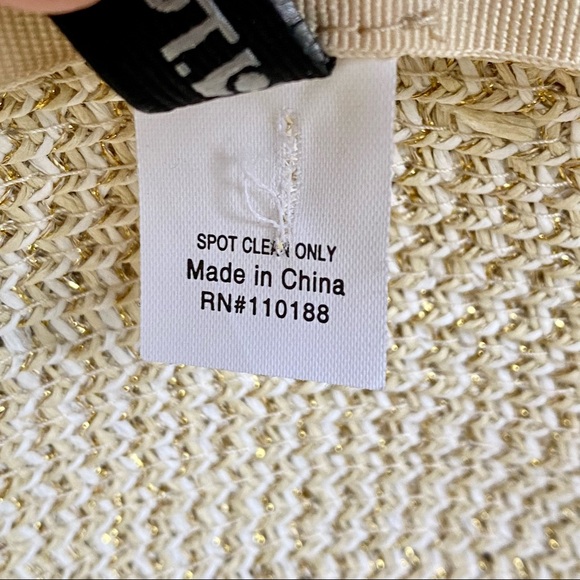 SPOT CLEAN ONLY
Made in China
RN#110188